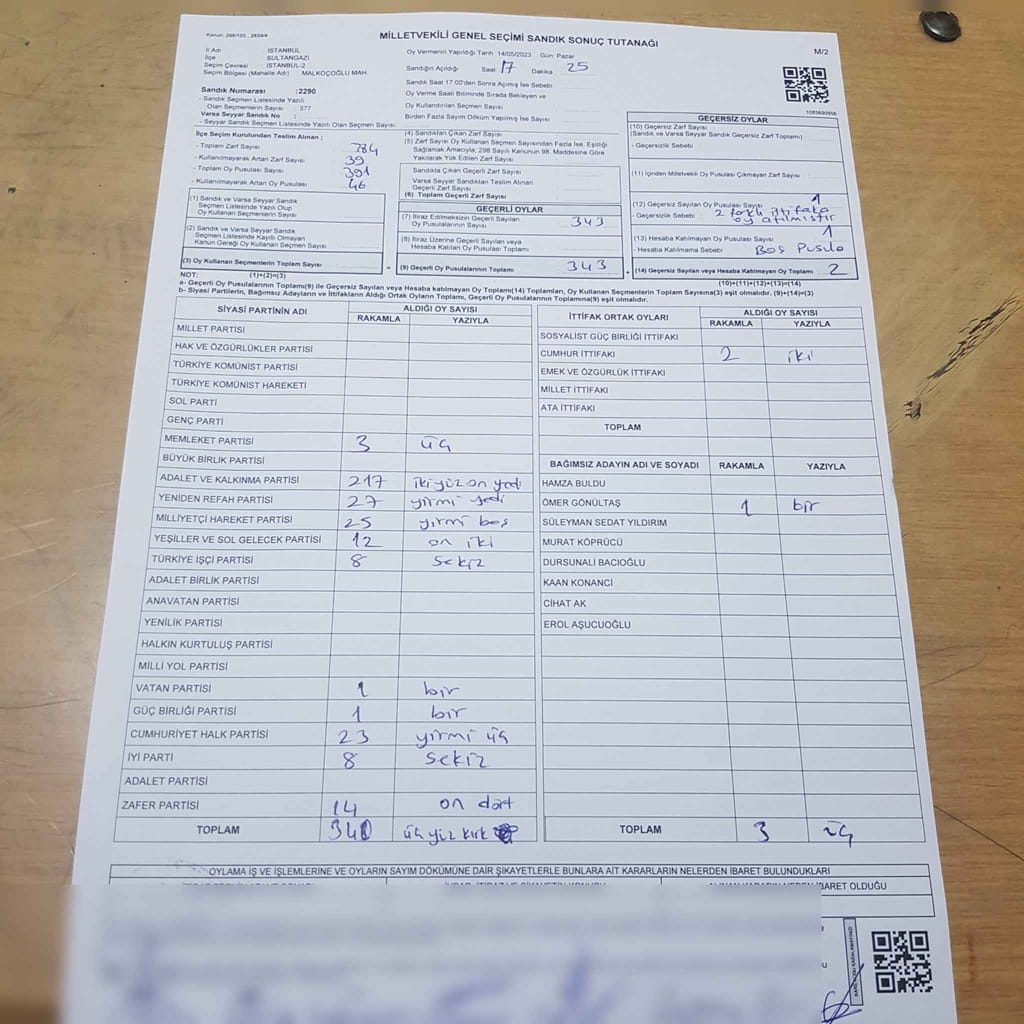 Kanun: 298/105 , 2839/4
MİLLETVEKİLİ GENEL SEÇİMİ SANDIK SONUÇ TUTANAĞI
M/2
İl Adı : İSTANBUL
İlçe : SULTANGAZİ
Seçim Çevresi : İSTANBUL-2
Seçim Bölgesi (Mahalle Adı) : MALKOÇOĞLU MAH.
Sandık Numarası : 2290
- Sandık Seçmen Listesinde Yazılı
Olan Seçmenlerin Sayısı : 377
Varsa Seyyar Sandık No :
- Seyyar Sandık Seçmen Listesinde Yazılı Olan Seçmen Sayısı:
Oy Vermenin Yapıldığı Tarih :14/05/2023 Gün: Pazar
Sandığın Açıldığı Saat 17 Dakika 25
Sandık Saat 17.00'den Sonra Açımış İse Sebebi
Oy Verme Saati Bitiminde Sırada Bekleyen ve
Oy Kullandırılan Seçmen Sayısı
Birden Fazla Sayım Dökümü Yapılmış İse Sayısı
1083690956
İlçe Seçim Kurulundan Teslim Alınan :
- Toplam Zarf Sayısı : 784
- Kullanılmayarak Artan Zarf Sayısı : 39
- Toplam Oy Pusulası Sayısı : 391
- Kullanılmayarak Artan Oy Pusulası : 46
(1) Sandık ve Varsa Seyyar Sandık
Seçmen Listesinde Yazılı Olup
Oy Kullanan Seçmenlerin Sayısı
(2) Sandık ve Varsa Seyyar Sandık
Seçmen Listesinde Kayıtlı Olmayan
Kanun Gereği Oy Kullanan Seçmen Sayısı
(3) Oy Kullanan Seçmenlerin Toplam Sayısı :
(4) Sandıktan Çıkan Zarf Sayısı
(5) Zarf Sayısı Oy Kullanan Seçmen Sayısından Fazla İse, Eşitliği
Sağlamak Amacıyla; 298 Sayılı Kanunun 98. Maddesine Göre
Yakılarak Yok Edilen Zarf Sayısı
Sandıkta Çıkan Geçerli Zarf Sayısı
Varsa Seyyar Sandıktan Teslim Alınan
Geçerli Zarf Sayısı
(6) Toplam Geçerli Zarf Sayısı
GEÇERLİ OYLAR
(7) İtiraz Edilmeksizin Geçerli Sayılan
Oy Pusulalarının Sayısı : 343
(8) İtiraz Üzerine Geçerli Sayılan veya
Hesaba Katılan Oy Pusulası Toplamı
= (9) Geçerli Oy Pusulalarının Toplamı : 343
GEÇERSİZ OYLAR
(10) Geçersiz Zarf Sayısı
(Sandık ve Varsa Seyyar Sandık Geçersiz Zarf Toplamı)
- Geçersizlik Sebebi
(11) İçinden Milletvekili Oy Pusulası Çıkmayan Zarf Sayısı
(12) Geçersiz Sayılan Oy Pusulası Sayısı : 1
- Geçersizlik Sebebi : 2 farklı ittifaka
oy atılmıştır
(13) Hesaba Katılmayan Oy Pusulası Sayısı : 1
- Hesaba Katılmama Sebebi : Boş Pusula
+ (14) Geçersiz Sayılan veya Hesaba Katılmayan Oy Toplamı : 2
NOT: (1)+(2)=(3) (10)+(11)+(12)+(13)=(14)
a- Geçerli Oy Pusulalarının Toplamı(9) ile Geçersiz Sayılan veya Hesaba katılmayan Oy Toplamı(14) Toplamları, Oy Kullanan Seçmenlerin Toplam Sayısına(3) eşit olmalıdır. (9)+(14)=(3)
b- Siyasi Partilerin, Bağımsız Adayların ve İttifakların Aldığı Ortak Oyların Toplamı, Geçerli Oy Pusulalarının Toplamına(9) eşit olmalıdır.
SİYASİ PARTİNİN ADI ALDIĞI OY SAYISI
RAKAMLA YAZIYLA
MİLLET PARTİSİ
HAK VE ÖZGÜRLÜKLER PARTİSİ
TÜRKİYE KOMÜNİST PARTİSİ
TÜRKİYE KOMÜNİST HAREKETİ
SOL PARTİ
GENÇ PARTİ
MEMLEKET PARTİSİ 3 üç
BÜYÜK BİRLİK PARTİSİ
ADALET VE KALKINMA PARTİSİ 217 ikiyüz on yedi
YENİDEN REFAH PARTİSİ 27 yirmi yedi
MİLLİYETÇİ HAREKET PARTİSİ 25 yirmi beş
YEŞİLLER VE SOL GELECEK PARTİSİ 12 on iki
TÜRKİYE İŞÇİ PARTİSİ 8 sekiz
ADALET BİRLİK PARTİSİ
ANAVATAN PARTİSİ
YENİLİK PARTİSİ
HALKIN KURTULUŞ PARTİSİ
MİLLİ YOL PARTİSİ
VATAN PARTİSİ 1 bir
GÜÇ BİRLİĞİ PARTİSİ 1 bir
CUMHURİYET HALK PARTİSİ 23 yirmi üç
İYİ PARTİ 8 sekiz
ADALET PARTİSİ
ZAFER PARTİSİ 14 on dört
TOPLAM 340 üç yüz kırk
İTTİFAK ORTAK OYLARI ALDIĞI OY SAYISI
RAKAMLA YAZIYLA
SOSYALİST GÜÇ BİRLİĞİ İTTİFAKI
CUMHUR İTTİFAKI 2 iki
EMEK VE ÖZGÜRLÜK İTTİFAKI
MİLLET İTTİFAKI
ATA İTTİFAKI
TOPLAM
BAĞIMSIZ ADAYIN ADI VE SOYADI RAKAMLA YAZIYLA
HAMZA BULDU
ÖMER GÖNÜLTAŞ 1 bir
SÜLEYMAN SEDAT YILDIRIM
MURAT KÖPRÜCÜ
DURSUNALİ BACIOĞLU
KAAN KONANCİ
CİHAT AK
EROL AŞUCUOĞLU
TOPLAM 3 üç
OYLAMA İŞ VE İŞLEMLERİNE VE OYLARIN SAYIM DÖKÜMÜNE DAİR ŞİKAYETLERLE BUNLARA AİT KARARLARIN NELERDEN İBARET BULUNDUKLARI
İBARET OLDUĞU